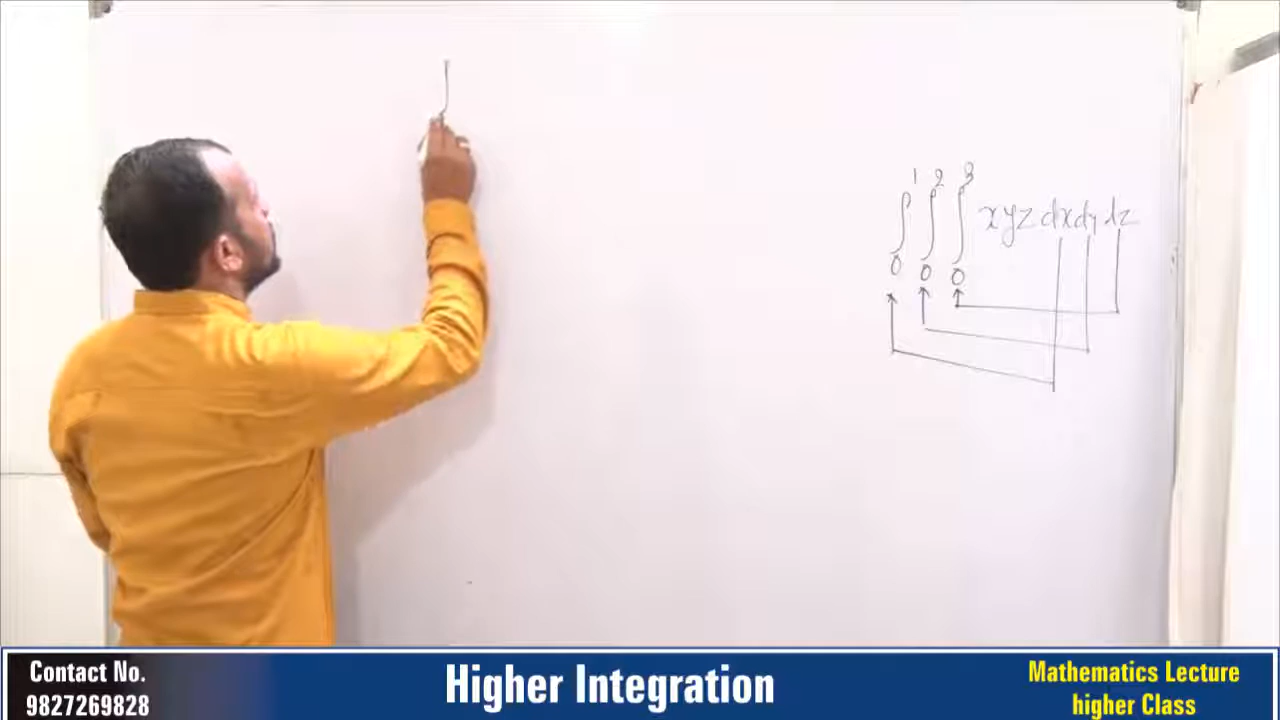 ∫₀¹ ∫₀² ∫₀³ xyz dx dy dz
Contact No.
9827269828
Higher Integration
Mathematics Lecture
higher Class